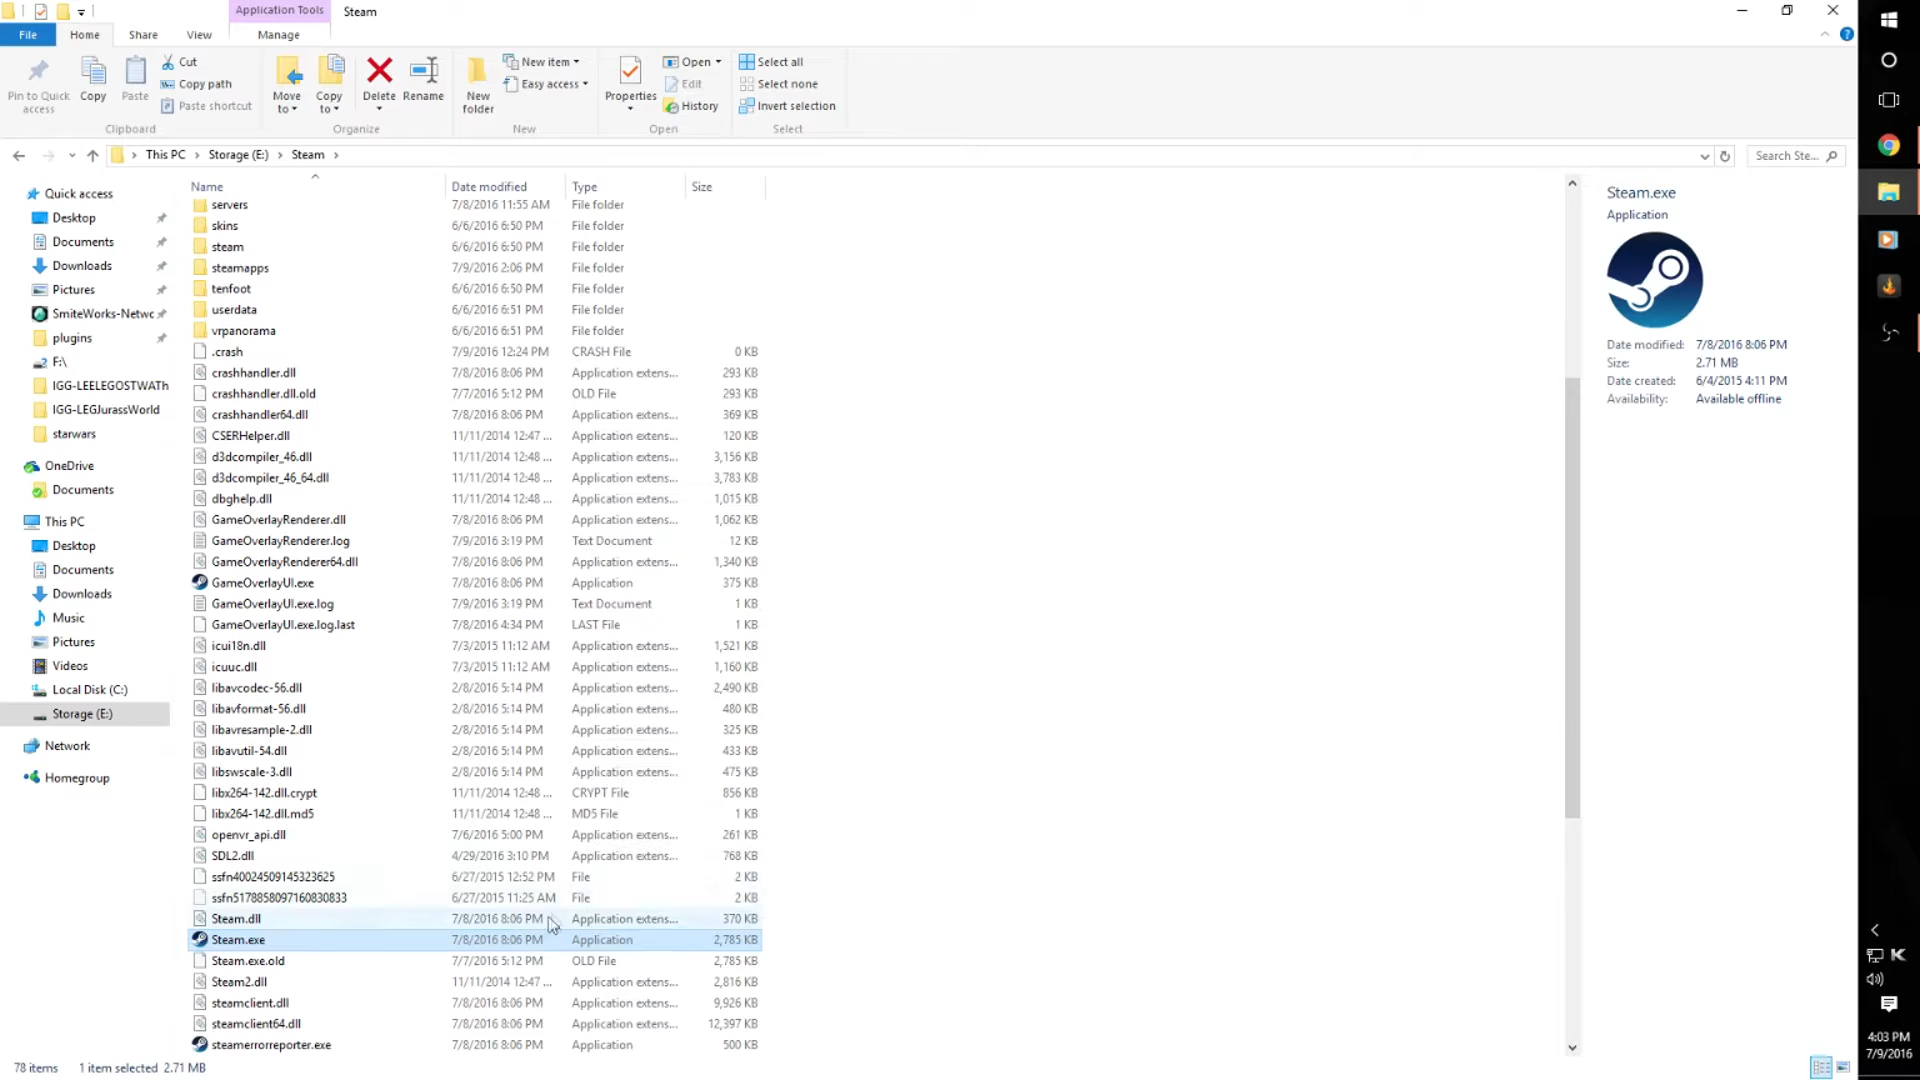 Application Tools Steam
File Home Share View Manage
Pin to Quick access
Copy
Paste
Cut
Copy path
Paste shortcut
Clipboard
Move to
Copy to
Delete
Rename
Organize
New folder
New item
Easy access
New
Properties
Open
Edit
History
Open
Select all
Select none
Invert selection
Select
This PC > Storage (E:) > Steam >
Search Ste...
Quick access
Desktop
Documents
Downloads
Pictures
SmiteWorks-Netwc
plugins
F:\
IGG-LEELEGOSTWATh
IGG-LEGJurassWorld
starwars
OneDrive
Documents
This PC
Desktop
Documents
Downloads
Music
Pictures
Videos
Local Disk (C:)
Storage (E:)
Network
Homegroup
Name Date modified Type Size
servers 7/8/2016 11:55 AM File folder
skins 6/6/2016 6:50 PM File folder
steam 6/6/2016 6:50 PM File folder
steamapps 7/9/2016 2:06 PM File folder
tenfoot 6/6/2016 6:50 PM File folder
userdata 6/6/2016 6:51 PM File folder
vrpanorama 6/6/2016 6:51 PM File folder
.crash 7/9/2016 12:24 PM CRASH File 0 KB
crashhandler.dll 7/8/2016 8:06 PM Application extens... 293 KB
crashhandler.dll.old 7/7/2016 5:12 PM OLD File 293 KB
crashhandler64.dll 7/8/2016 8:06 PM Application extens... 369 KB
CSERHelper.dll 11/11/2014 12:47 ... Application extens... 120 KB
d3dcompiler_46.dll 11/11/2014 12:48 ... Application extens... 3,156 KB
d3dcompiler_46_64.dll 11/11/2014 12:48 ... Application extens... 3,783 KB
dbghelp.dll 11/11/2014 12:48 ... Application extens... 1,015 KB
GameOverlayRenderer.dll 7/8/2016 8:06 PM Application extens... 1,062 KB
GameOverlayRenderer.log 7/9/2016 3:19 PM Text Document 12 KB
GameOverlayRenderer64.dll 7/8/2016 8:06 PM Application extens... 1,340 KB
GameOverlayUI.exe 7/8/2016 8:06 PM Application 375 KB
GameOverlayUI.exe.log 7/9/2016 3:19 PM Text Document 1 KB
GameOverlayUI.exe.log.last 7/8/2016 4:34 PM LAST File 1 KB
icui18n.dll 7/3/2015 11:12 AM Application extens... 1,521 KB
icuuc.dll 7/3/2015 11:12 AM Application extens... 1,160 KB
libavcodec-56.dll 2/8/2016 5:14 PM Application extens... 2,490 KB
libavformat-56.dll 2/8/2016 5:14 PM Application extens... 480 KB
libavresample-2.dll 2/8/2016 5:14 PM Application extens... 325 KB
libavutil-54.dll 2/8/2016 5:14 PM Application extens... 433 KB
libswscale-3.dll 2/8/2016 5:14 PM Application extens... 475 KB
libx264-142.dll.crypt 11/11/2014 12:48 ... CRYPT File 856 KB
libx264-142.dll.md5 11/11/2014 12:48 ... MD5 File 1 KB
openvr_api.dll 7/6/2016 5:00 PM Application extens... 261 KB
SDL2.dll 4/29/2016 3:10 PM Application extens... 768 KB
ssfn40024509145323625 6/27/2015 12:52 PM File 2 KB
ssfn5178858097160830833 6/27/2015 11:25 AM File 2 KB
Steam.dll 7/8/2016 8:06 PM Application extens... 370 KB
Steam.exe 7/8/2016 8:06 PM Application 2,785 KB
Steam.exe.old 7/7/2016 5:12 PM OLD File 2,785 KB
Steam2.dll 11/11/2014 12:47 ... Application extens... 2,816 KB
steamclient.dll 7/8/2016 8:06 PM Application extens... 9,926 KB
steamclient64.dll 7/8/2016 8:06 PM Application extens... 12,397 KB
steamerrorreporter.exe 7/8/2016 8:06 PM Application 500 KB
Steam.exe
Application
Date modified: 7/8/2016 8:06 PM
Size: 2.71 MB
Date created: 6/4/2015 4:11 PM
Availability: Available offline
78 items 1 item selected 2.71 MB
4:03 PM
7/9/2016